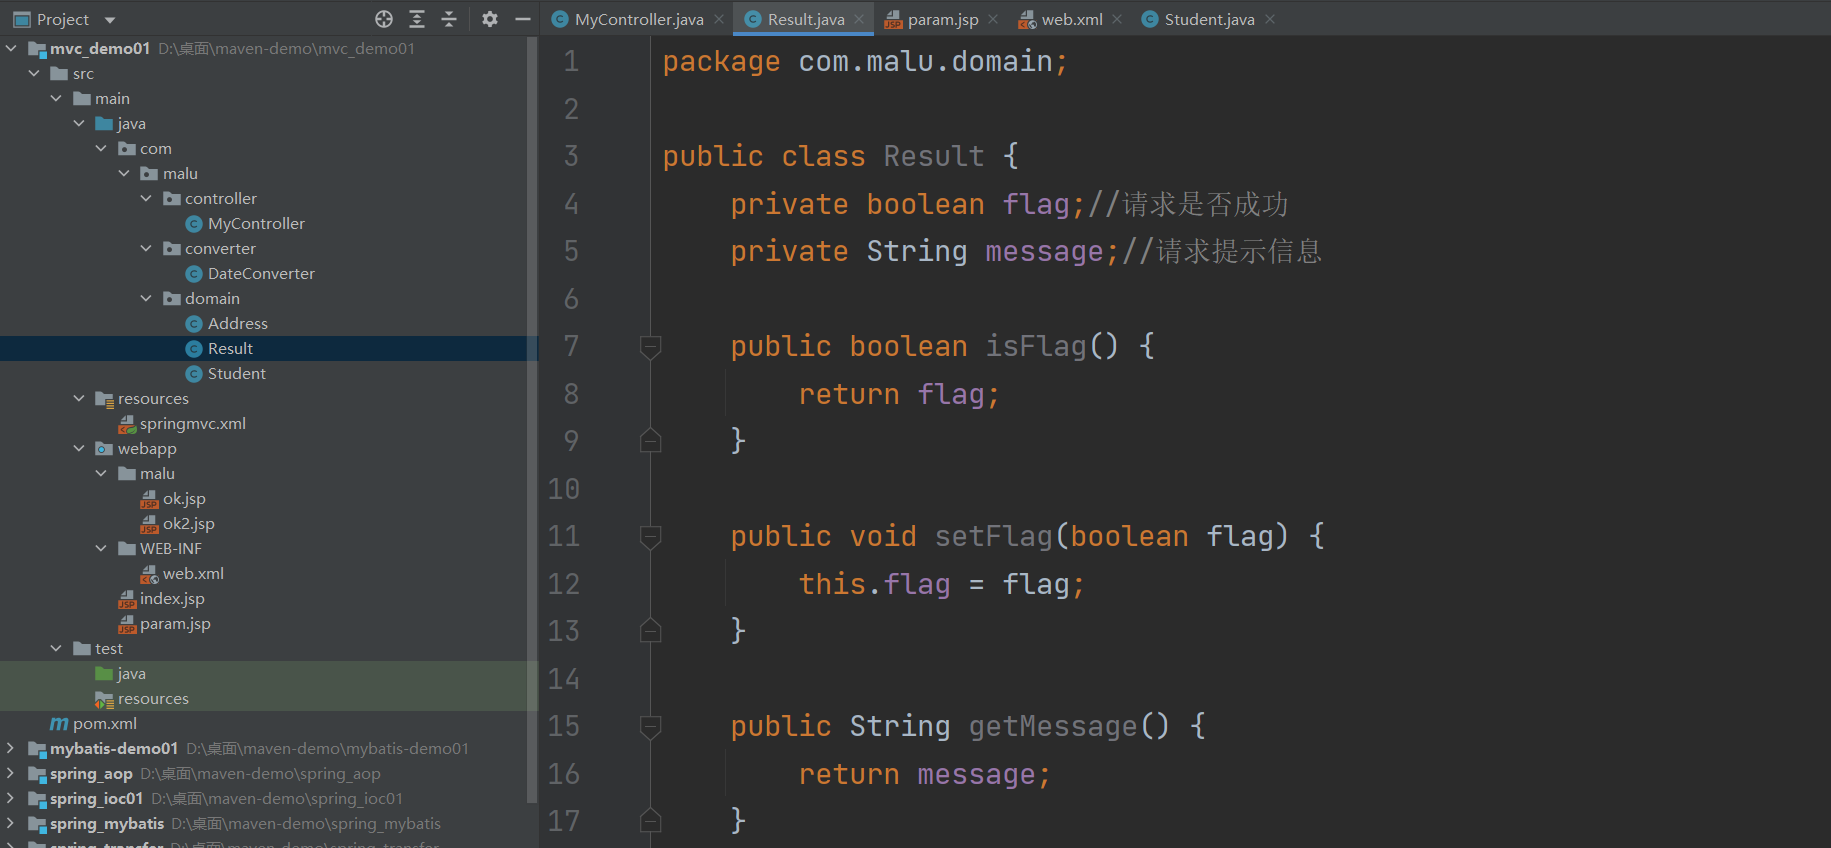 Project
MyController.java
Result.java
param.jsp
web.xml
Student.java
mvc_demo01 D:\桌面\maven-demo\mvc_demo01
src
main
java
com
malu
controller
MyController
converter
DateConverter
domain
Address
Result
Student
resources
springmvc.xml
webapp
malu
ok.jsp
ok2.jsp
WEB-INF
web.xml
index.jsp
param.jsp
test
java
resources
pom.xml
mybatis-demo01 D:\桌面\maven-demo\mybatis-demo01
spring_aop D:\桌面\maven-demo\spring_aop
spring_ioc01 D:\桌面\maven-demo\spring_ioc01
spring_mybatis D:\桌面\maven-demo\spring_mybatis
spring_transfer D:\桌面\maven-demo\spring_transfer
1 package com.malu.domain;
2
3 public class Result {
4 private boolean flag;//请求是否成功
5 private String message;//请求提示信息
6
7 public boolean isFlag() {
8 return flag;
9 }
10
11 public void setFlag(boolean flag) {
12 this.flag = flag;
13 }
14
15 public String getMessage() {
16 return message;
17 }